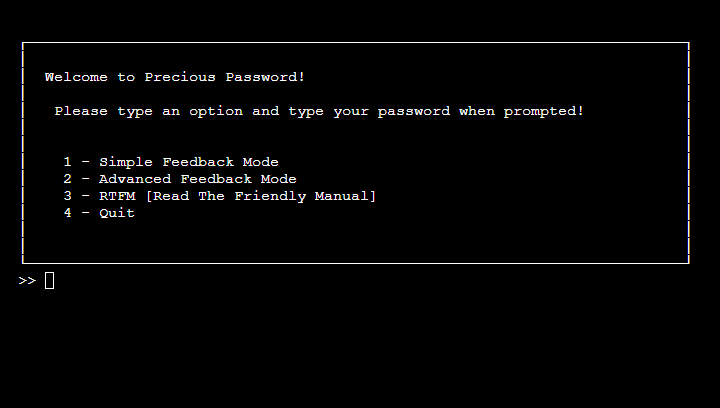 Welcome to Precious Password!
Please type an option and type your password when prompted!
1 - Simple Feedback Mode
2 - Advanced Feedback Mode
3 - RTFM [Read The Friendly Manual]
4 - Quit
>>